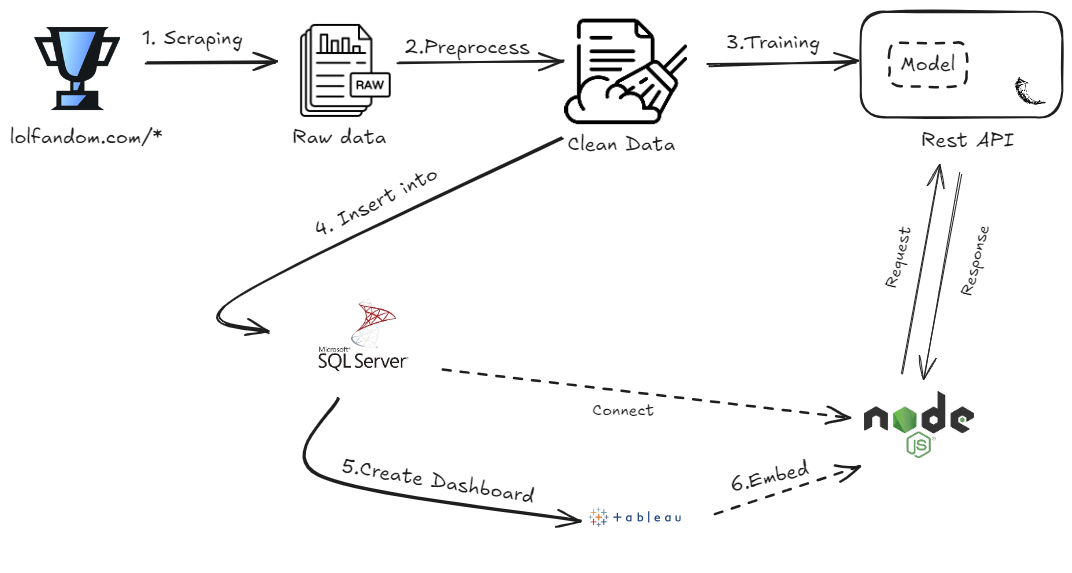 1. Scraping
2.Preprocess
3.Training
RAW
Model
lolfandom.com/*
Raw data
Clean Data
Rest API
4. Insert into
Request
Response
Microsoft®
SQL Server
Connect
node
JS
5.Create Dashboard
6.Embed
+ableau